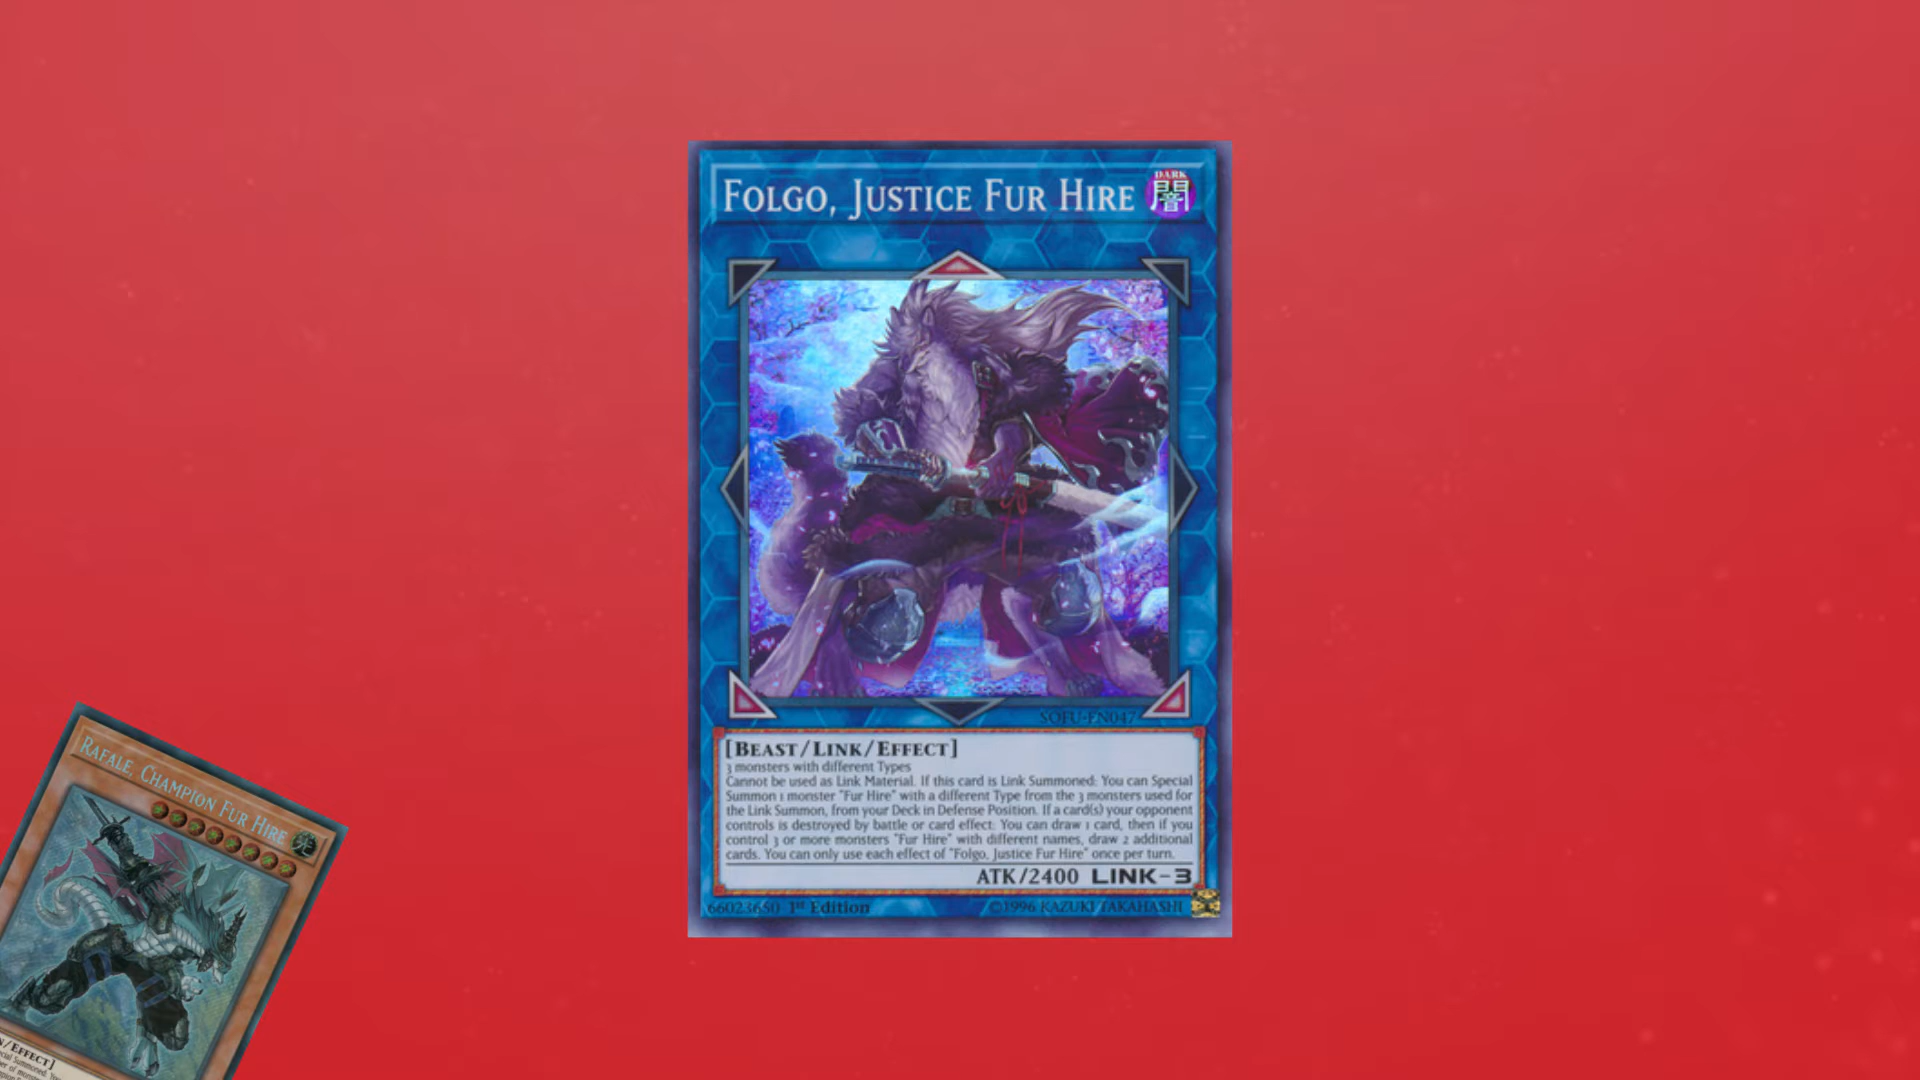 FOLGO, JUSTICE FUR HIRE
DARK
闇
SOFU-EN047
[BEAST/LINK/EFFECT]
3 monsters with different Types
Cannot be used as Link Material. If this card is Link Summoned: You can Special
Summon 1 monster "Fur Hire" with a different Type from the 3 monsters used for
the Link Summon, from your Deck in Defense Position. If a card(s) your opponent
controls is destroyed by battle or card effect: You can draw 1 card, then if you
control 3 or more monsters "Fur Hire" with different names, draw 2 additional
cards. You can only use each effect of "Folgo, Justice Fur Hire" once per turn.
ATK/2400 LINK-3
66023650 1st Edition
©1996 KAZUKI TAKAHASHI
RAFALE, CHAMPION FUR HIRE
光
/EFFECT]